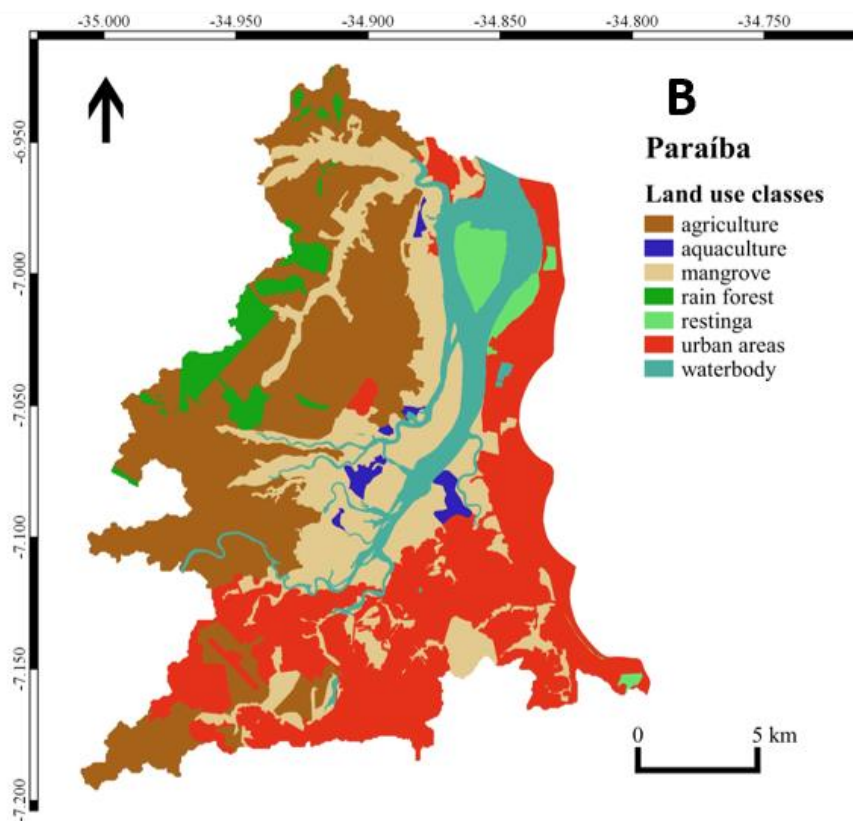 -35.000 -34.950 -34.900 -34.850 -34.800 -34.750
B
Paraíba
Land use classes
agriculture
aquaculture
mangrove
rain forest
restinga
urban areas
waterbody
-6.950
-7.000
-7.050
-7.100
-7.150
-7.200
0 5 km